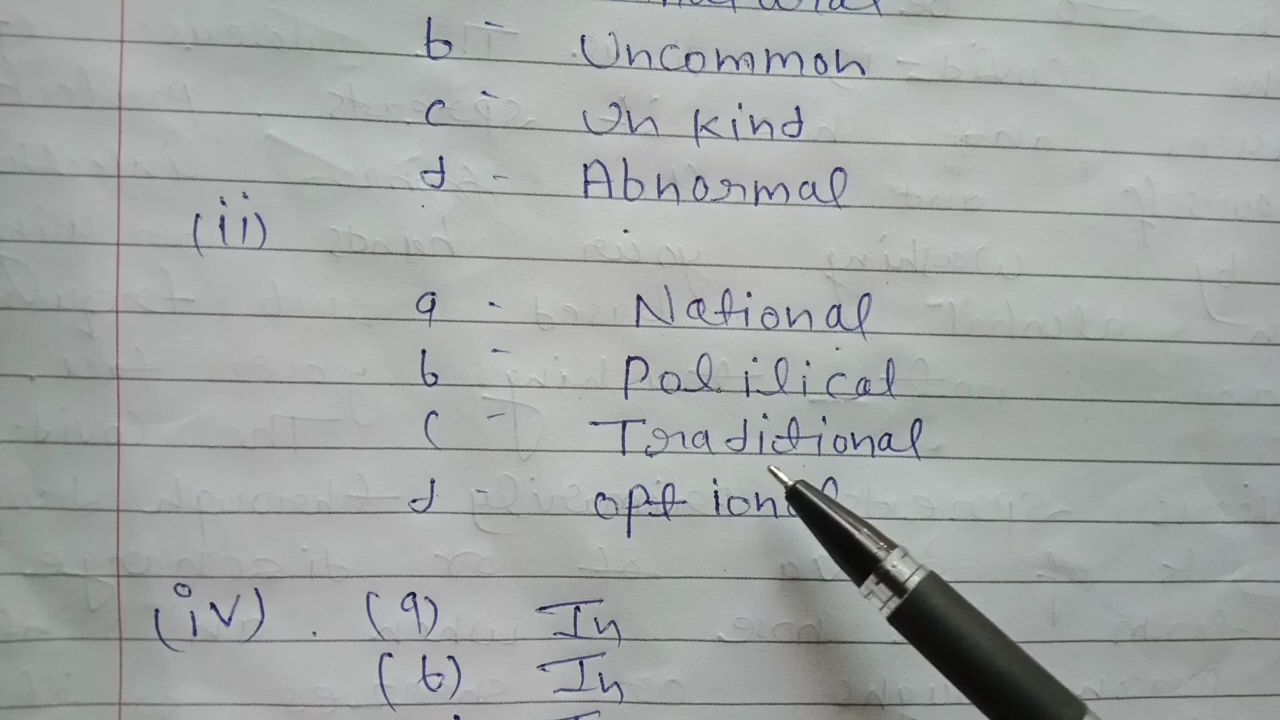 b - Uncommon
c - Un kind
d - Abnormal
(ii)
a - National
b - Political
c - Traditional
d - optional
(iv). (a) In
(b) In